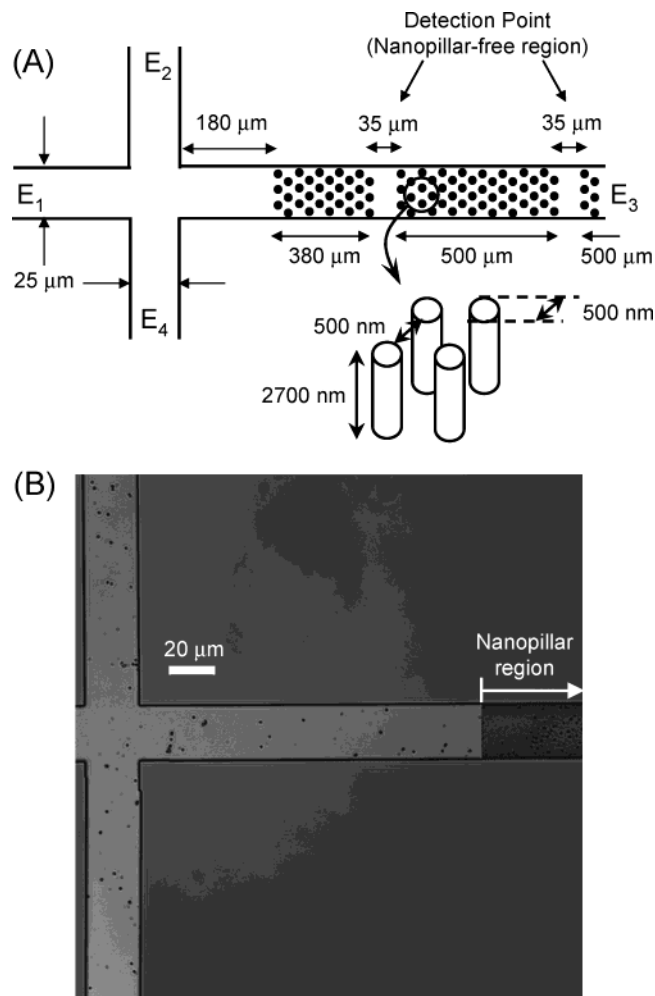 (A)
Detection Point
(Nanopillar-free region)
E2
180 μm
35 μm
35 μm
E1
E3
25 μm
380 μm
500 μm
500 μm
E4
500 nm
500 nm
2700 nm
(B)
20 μm
Nanopillar
region